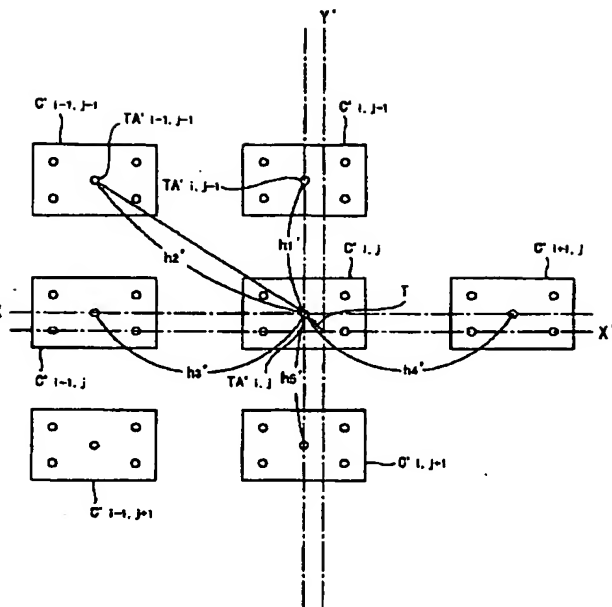 Y'
C' i-1, j-1
TA' i-1, j-1
C' i, j-1
TA' i, j-1
h1'
h2'
C' i, j
T
C' i+1, j
X
X'
C' i-1, j
h3'
TA' i, j
h5'
h4'
C' i, j+1
C' i-1, j+1